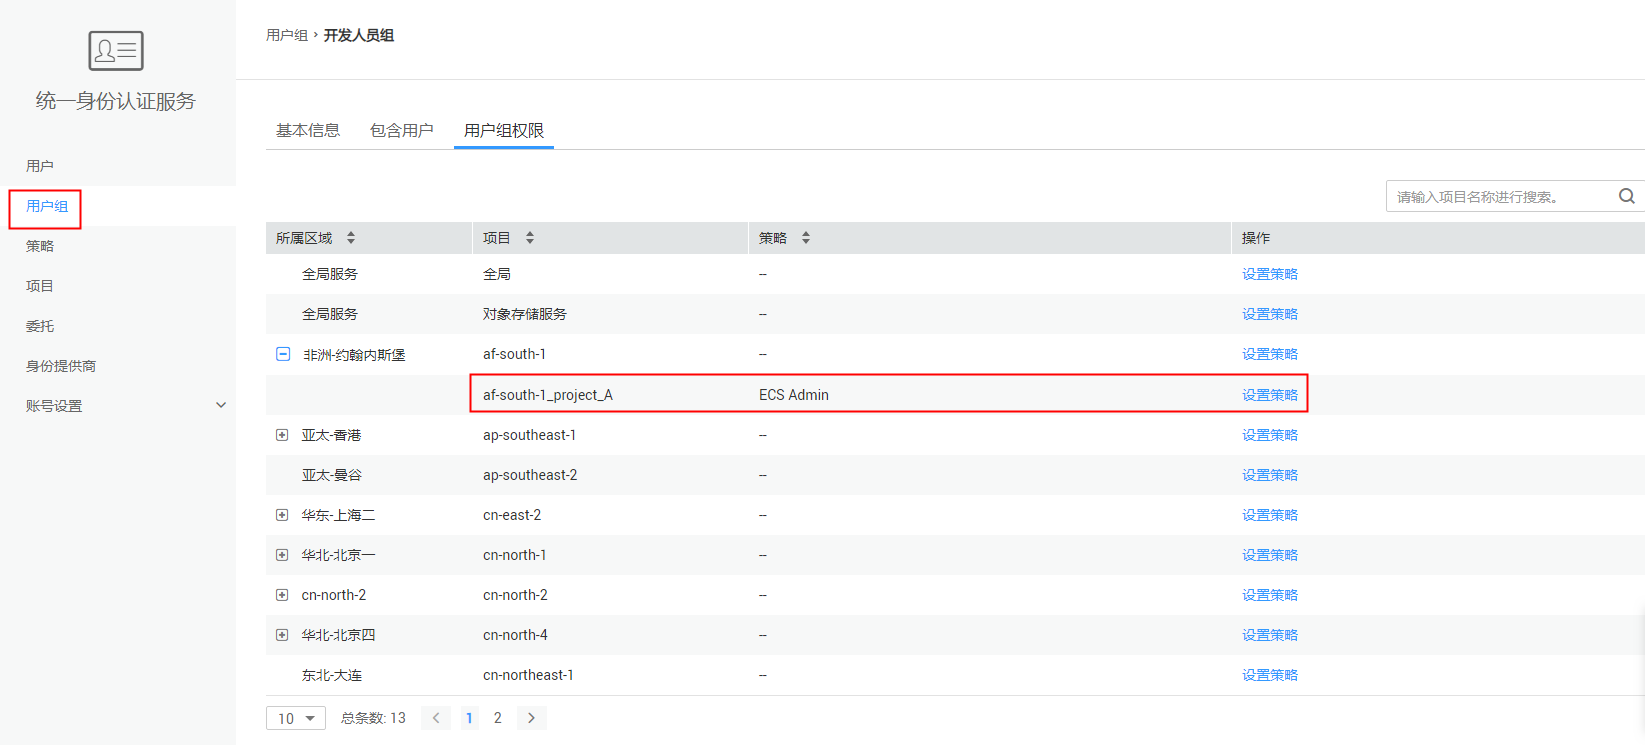 统一身份认证服务
用户
用户组
策略
项目
委托
身份提供商
账号设置
用户组 › 开发人员组
基本信息 包含用户 用户组权限
请输入项目名称进行搜索。
所属区域 项目 策略 操作
全局服务 全局 -- 设置策略
全局服务 对象存储服务 -- 设置策略
非洲-约翰内斯堡 af-south-1 -- 设置策略
af-south-1_project_A ECS Admin 设置策略
亚太-香港 ap-southeast-1 -- 设置策略
亚太-曼谷 ap-southeast-2 -- 设置策略
华东-上海二 cn-east-2 -- 设置策略
华北-北京一 cn-north-1 -- 设置策略
cn-north-2 cn-north-2 -- 设置策略
华北-北京四 cn-north-4 -- 设置策略
东北-大连 cn-northeast-1 -- 设置策略
10 总条数: 13 < 1 2 >